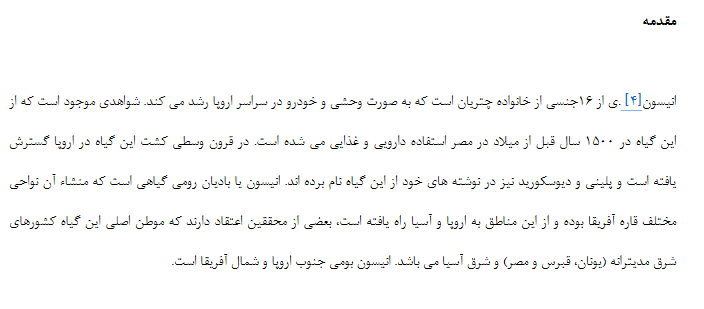 مقدمه
انیسون[۴] .ی از ۱۶جنسی از خانواده چتریان است که به صورت وحشی و خودرو در سراسر اروپا رشد می کند. شواهدی موجود است که از
این گیاه در ۱۵۰۰ سال قبل از میلاد در مصر استفاده دارویی و غذایی می شده است. در قرون وسطی کشت این گیاه در اروپا گسترش
یافته است و پلینی و دیوسکورید نیز در نوشته های خود از این گیاه نام برده اند. انیسون یا بادیان رومی گیاهی است که منشاء آن نواحی
مختلف قاره آفریقا بوده و از این مناطق به اروپا و آسیا راه یافته است، بعضی از محققین اعتقاد دارند که موطن اصلی این گیاه کشورهای
شرق مدیترانه (یونان، قبرس و مصر) و شرق آسیا می باشد. انیسون بومی جنوب اروپا و شمال آفریقا است.